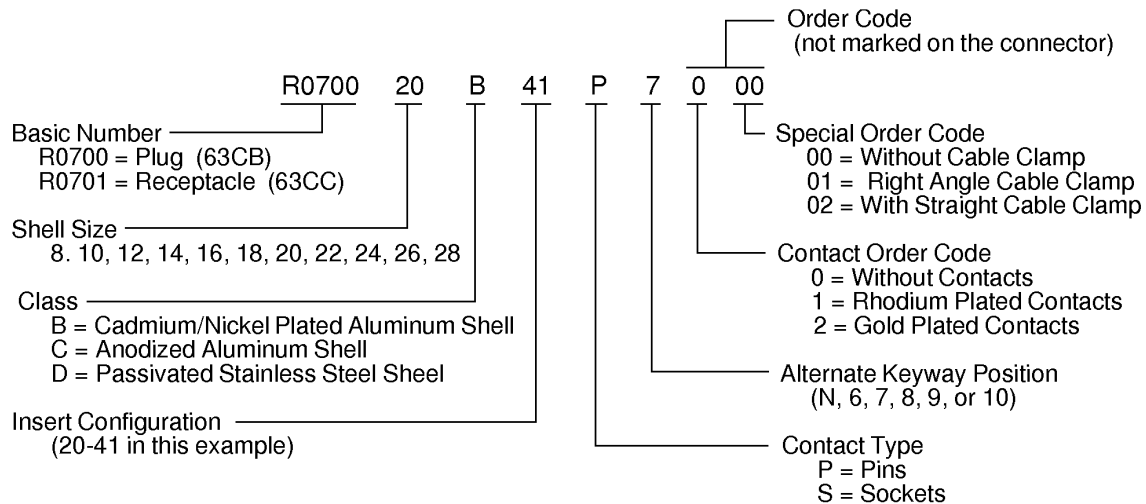 Order Code
(not marked on the connector)
R0700 20 B 41 P 7 0 00
Basic Number
R0700 = Plug (63CB)
R0701 = Receptacle (63CC)
Shell Size
8. 10, 12, 14, 16, 18, 20, 22, 24, 26, 28
Class
B = Cadmium/Nickel Plated Aluminum Shell
C = Anodized Aluminum Shell
D = Passivated Stainless Steel Sheel
Insert Configuration
(20-41 in this example)
Special Order Code
00 = Without Cable Clamp
01 = Right Angle Cable Clamp
02 = With Straight Cable Clamp
Contact Order Code
0 = Without Contacts
1 = Rhodium Plated Contacts
2 = Gold Plated Contacts
Alternate Keyway Position
(N, 6, 7, 8, 9, or 10)
Contact Type
P = Pins
S = Sockets